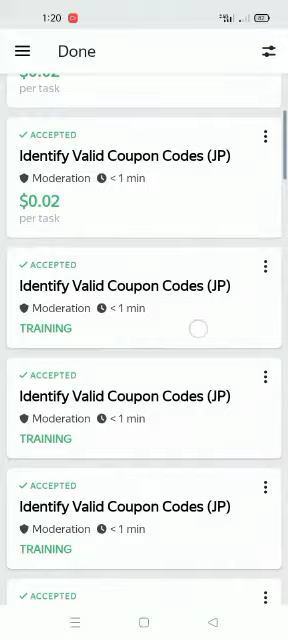 1:20
82
Done
$0.02
per task
ACCEPTED
Identify Valid Coupon Codes (JP)
Moderation < 1 min
$0.02
per task
ACCEPTED
Identify Valid Coupon Codes (JP)
Moderation < 1 min
TRAINING
ACCEPTED
Identify Valid Coupon Codes (JP)
Moderation < 1 min
TRAINING
ACCEPTED
Identify Valid Coupon Codes (JP)
Moderation < 1 min
TRAINING
ACCEPTED